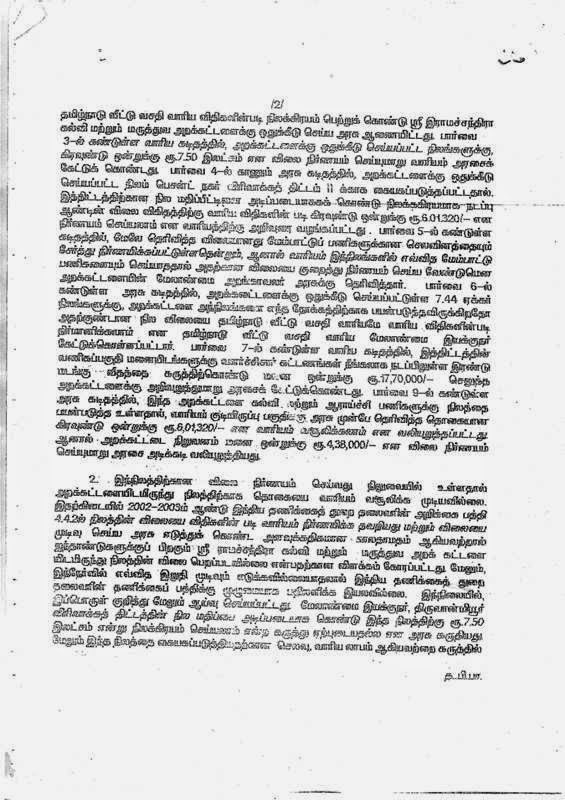 /2/
தமிழ்நாடு வீட்டு வசதி வாரிய விதிகளின்படி நிலக்கிரயம் பெற்றுக் கொண்டு ஸ்ரீ இராமச்சந்திரா
கல்வி மற்றும் மருத்துவ அறக்கட்டளைக்கு ஒதுக்கீடு செய்ய அரசு ஆணையிட்டது. பார்வை
3-ல் கண்டுள்ள வாரிய கடிதத்தில், அறக்கட்டளைக்கு ஒதுக்கீடு செய்யப்பட்ட நிலங்களுக்கு,
கிரவுண்டு ஒன்றுக்கு ரூ.7.50 இலட்சம் என விலை நிர்ணயம் செய்யுமாறு வாரியம் அரசைக்
கேட்டுக் கொண்டது. பார்வை 4-ல் காணும் அரசு கடிதத்தில், அறக்கட்டளைக்கு ஒதுக்கீடு
செய்யப்பட்ட நிலம் பெசண்ட் நகர் விரிவாக்கத் திட்டம் II க்காக கையகப்படுத்தப்பட்டதால்,
இத்திட்டத்திற்கான நில மதிப்பீட்டினை அடிப்படையாகக் கொண்டு நிலக்கிரயமாக நடப்பு
ஆண்டின் விலை விகிதத்திற்கு வாரிய விதிகளின் படி கிரவுண்டு ஒன்றுக்கு ரூ.6,01,320/- என
நிர்ணயம் செய்யலாம் என வாரியத்திற்கு அறிவுரை வழங்கப்பட்டது. பார்வை 5-ல் கண்டுள்ள
கடிதத்தில், மேலே தெரிவித்த விலையானது மேம்பாட்டுப் பணிகளுக்கான செலவினத்தையும்
சேர்த்து நிர்ணயிக்கப்பட்டுள்ளதென்றும், ஆனால் வாரியம் இந்நிலங்களில் எவ்வித மேம்பாட்டு
பணிகளையும் செய்யாததால் அதற்கான விலையை குறைத்து நிர்ணயம் செய்ய வேண்டுமென
அறக்கட்டளையின் மேலாண்மை அறங்காவலர் அரசுக்கு தெரிவித்தார். பார்வை 6-ல்
கண்டுள்ள அரசு கடிதத்தில், அறக்கட்டளைக்கு ஒதுக்கீடு செய்யப்பட்டுள்ள 7.44 ஏக்கர்
நிலங்களுக்கு, அறக்கட்டளை அந்நிலங்களை எந்த நோக்கத்திற்காக பயன்படுத்தவிருக்கிறதோ
அதற்குண்டான நில விலையை தமிழ்நாடு வீட்டு வசதி வாரியமே வாரிய விதிகளின்படி
நிர்மாணிக்கலாம் என தமிழ்நாடு வீட்டு வசதி வாரிய மேலாண்மை இயக்குநர்
கேட்டுக்கொள்ளப்பட்டார். பார்வை 7-ல் கண்டுள்ள வாரிய கடிதத்தில், இத்திட்டத்தின்
வணிகப்பகுதி மனையிடங்களுக்கு வளர்ச்சிகள் கட்டணங்கள் நீங்கலாக நடப்பிலுள்ள இரண்டு
மடங்கு வீதத்தை கருத்திற்கொண்டு மனை ஒன்றுக்கு ரூ.17,70,000/- செலுத்த
அறக்கட்டளைக்கு அறிவுறுத்துமாறு அரசைக் கேட்டுக்கொண்டது. பார்வை 9-ல் கண்டுள்ள
அரசு கடிதத்தில், இந்த அறக்கட்டளை கல்வி மற்றும் ஆராய்ச்சி பணிகளுக்கு நிலத்தை
பயன்படுத்த உள்ளதால், வாரியம் குடியிருப்பு பகுதிக்கு அரசு முன்பே தெரிவித்த தொகையான
கிரவுண்டு ஒன்றுக்கு ரூ.6,01,320/- என வாரியம் வசூலிக்கலாம் என வலியுறுத்தப்பட்டது.
ஆனால் அறக்கட்டளை நிறுவனம் மனை ஒன்றுக்கு ரூ.4,38,000/- என விலை நிர்ணயம்
செய்யுமாறு அரசை அடிக்கடி வலியுறுத்தியது.
2. இந்நிலத்திற்கான விலை நிர்ணயம் செய்வது நிலுவையில் உள்ளதால்
அறக்கட்டளையிடமிருந்து நிலத்திற்காக தொகையை வாரியம் வசூலிக்க முடியவில்லை.
இதற்கிடையில் 2002-2003ம் ஆண்டு இந்திய தணிக்கைத் துறை தலைவரின் அறிக்கை பத்தி
4.4.2ல் நிலத்தின் விலையை விதிகளின் படி வாரியம் நிர்ணயிக்க தவறியது மற்றும் விலையை
முடிவு செய்ய அரசு எடுத்துக் கொண்ட அளவுக்கதிகமான காலதாமதம் ஆகியவற்றால்
ஐந்தாண்டுகளுக்குப் பிறகும் ஸ்ரீ ராமச்சந்திரா கல்வி மற்றும் மருத்துவ அறக் கட்டளை
யிடமிருந்து நிலத்தின் விலை பெறப்படவில்லை என்பதற்கான விளக்கம் கோரப்பட்டது. மேலும்,
இந்நேர்வில் எவ்வித இறுதி முடிவும் எடுக்கவில்லையாதலால் இந்திய தணிக்கைத் துறை
தலைவரின் தணிக்கைப் பத்திக்கு முழுமையாக பதிலளிக்க இயலவில்லை. இந்நிலையில்,
இப்பொருள் குறித்து மேலும் ஆய்வு செய்யப்பட்டது. மேலாண்மை இயக்குநர், திருவான்மியூர்
விரிவாக்கத் திட்டத்தின் நில மதிப்பை அடிப்படையாக கொண்டு இந்த நிலத்திற்கு ரூ.7.50
இலட்சம் என்று நிலக்கிரயம் செய்யலாம் என்ற கருத்து ஏற்புடையதல்ல என அரசு கருதியது.
மேலும் இந்த நிலத்தை கையகப்படுத்தியதற்கான செலவு, வாரிய லாபம் ஆகியவற்றை கருத்தில்
த.பி.பா.